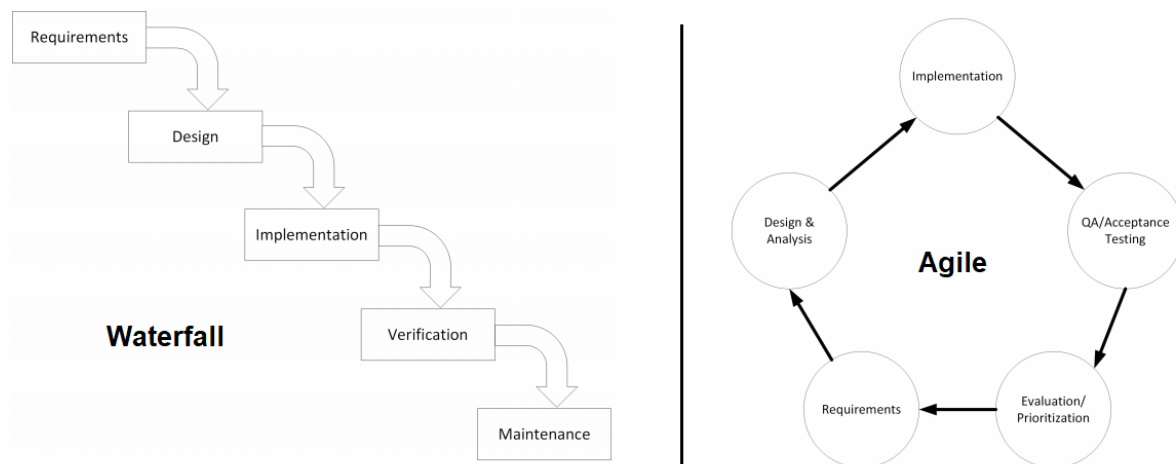 Requirements
Design
Implementation
Verification
Maintenance
Waterfall
Implementation
QA/Acceptance
Testing
Evaluation/
Prioritization
Requirements
Design &
Analysis
Agile